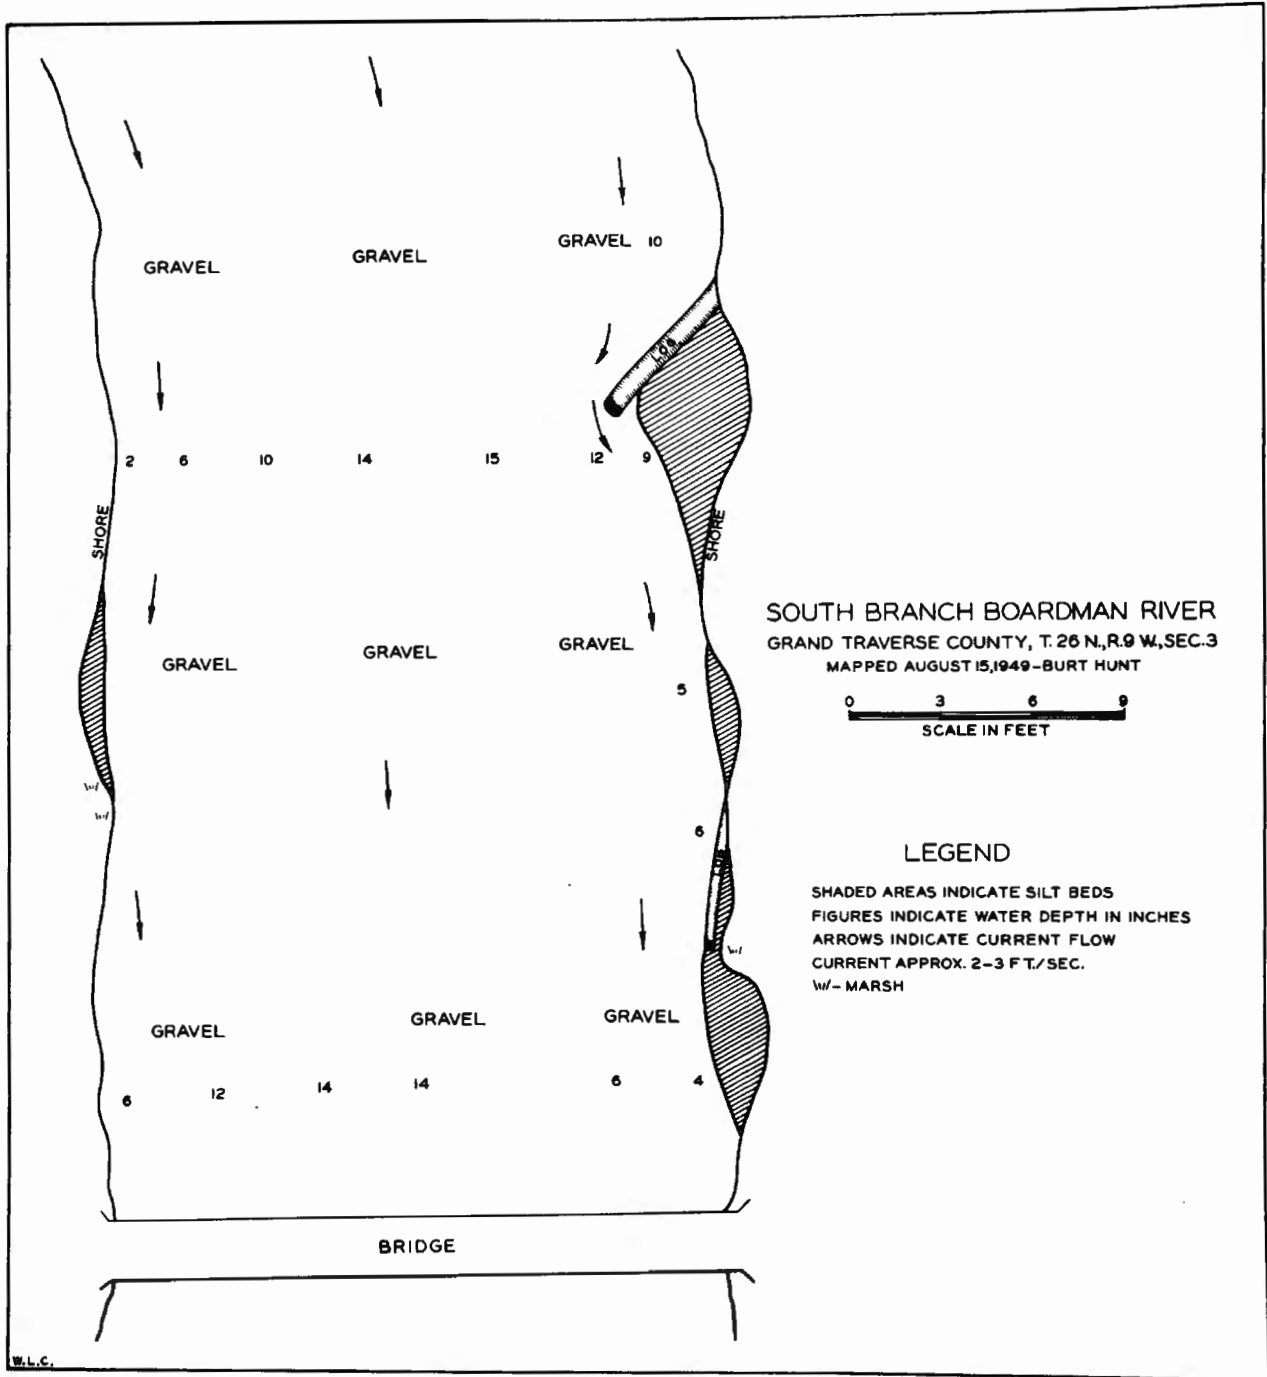 GRAVEL 10
GRAVEL
GRAVEL
LOG
2 6 10 14 15 12 9
SHORE
SHORE
SOUTH BRANCH BOARDMAN RIVER
GRAND TRAVERSE COUNTY, T. 26 N., R.9 W., SEC.3
MAPPED AUGUST 15, 1949-BURT HUNT
GRAVEL
GRAVEL
GRAVEL
5
0 3 6 9
SCALE IN FEET
6
LOG
LEGEND
SHADED AREAS INDICATE SILT BEDS
FIGURES INDICATE WATER DEPTH IN INCHES
ARROWS INDICATE CURRENT FLOW
CURRENT APPROX. 2-3 FT./SEC.
- MARSH
GRAVEL
GRAVEL
GRAVEL
6 12 14 14 6 4
BRIDGE
W.L.C.